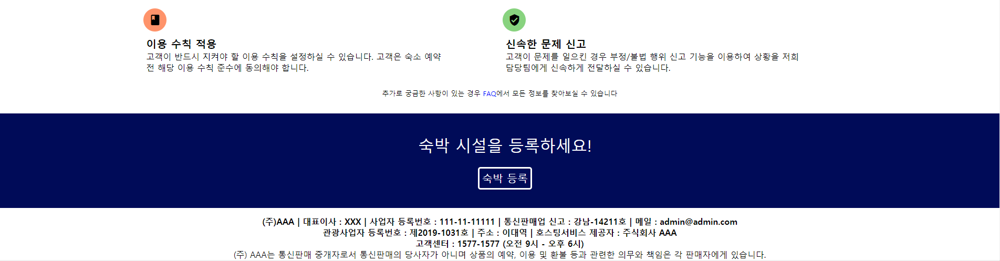 이용 수칙 적용
고객이 반드시 지켜야 할 이용 수칙을 설정하실 수 있습니다. 고객은 숙소 예약
전 해당 이용 수칙 준수에 동의해야 합니다.
신속한 문제 신고
고객이 문제를 일으킨 경우 부정/불법 행위 신고 기능을 이용하여 상황을 저희
담당팀에게 신속하게 전달하실 수 있습니다.
추가로 궁금한 사항이 있는 경우 FAQ에서 모든 정보를 찾아보실 수 있습니다
숙박 시설을 등록하세요!
숙박 등록
(주)AAA | 대표이사 : XXX | 사업자 등록번호 : 111-11-11111 | 통신판매업 신고 : 강남-14211호 | 메일 : admin@admin.com
관광사업자 등록번호 : 제2019-1031호 | 주소 : 이대역 | 호스팅서비스 제공자 : 주식회사 AAA
고객센터 : 1577-1577 (오전 9시 - 오후 6시)
(주) AAA는 통신판매 중개자로서 통신판매의 당사자가 아니며 상품의 예약, 이용 및 환불 등과 관련한 의무와 책임은 각 판매자에게 있습니다.